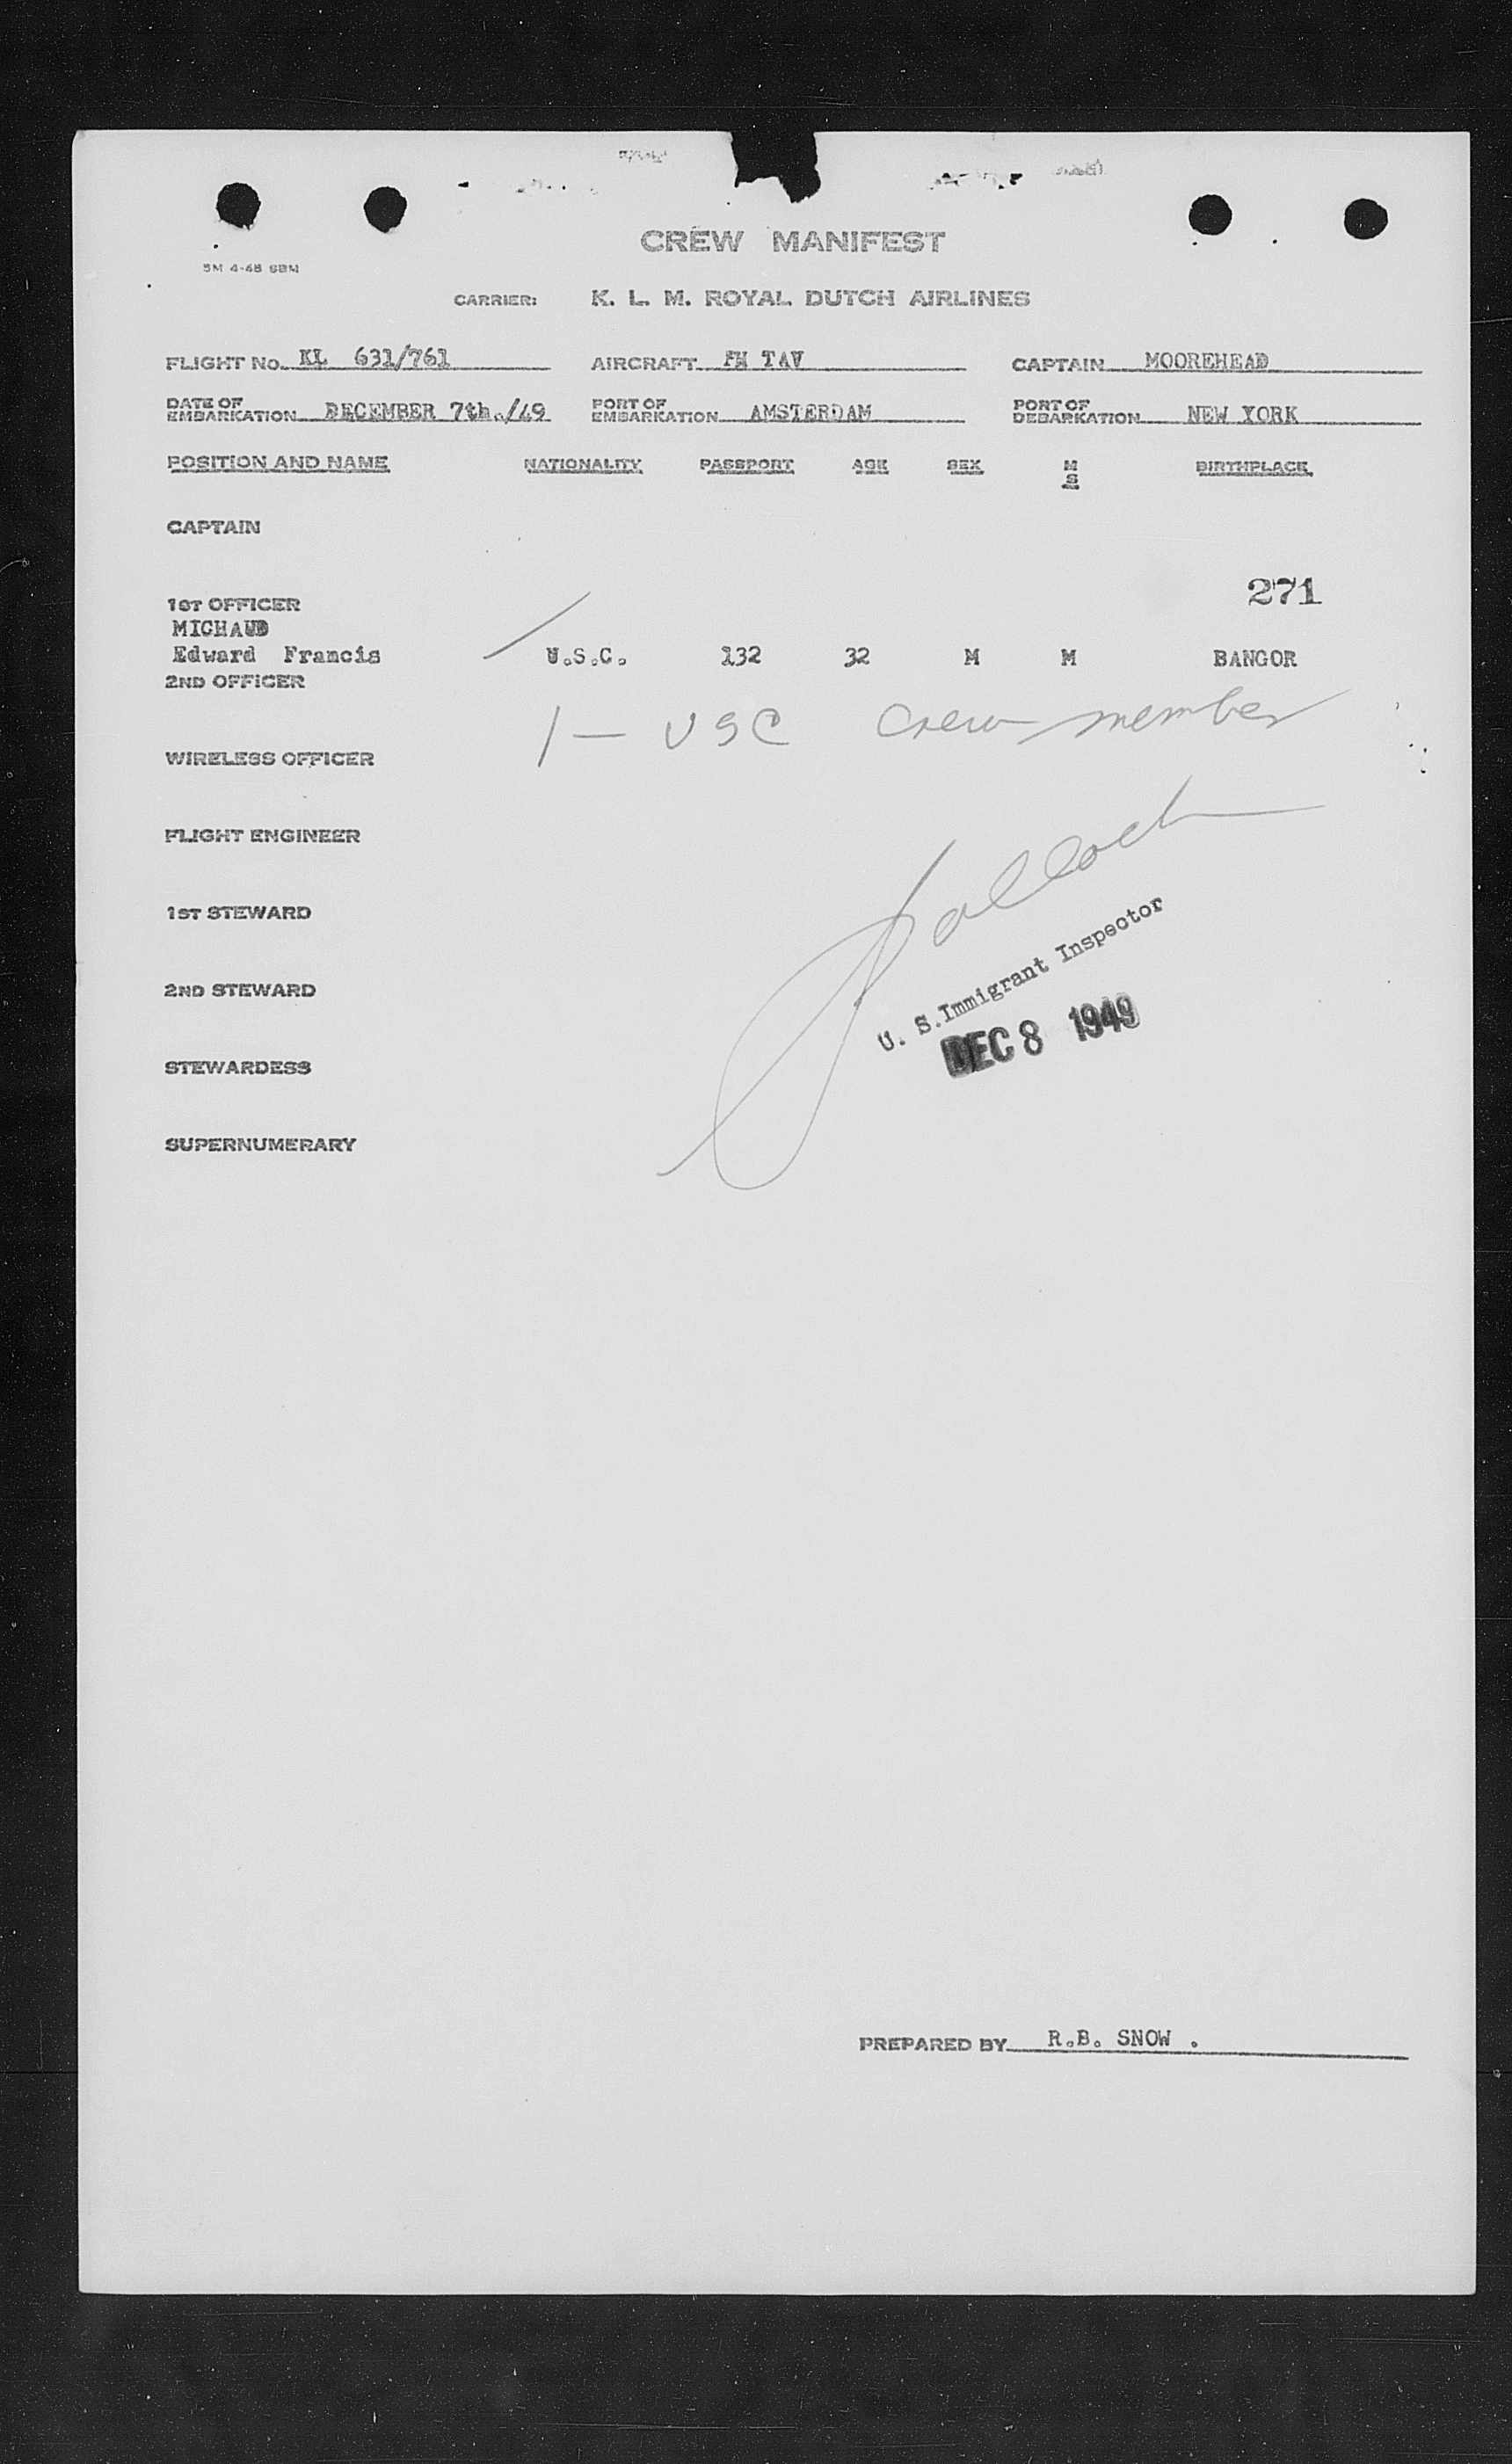 CREW MANIFEST
5M 4-48 SBM
CARRIER: K. L. M. ROYAL DUTCH AIRLINES
FLIGHT No. KL 631/761 AIRCRAFT PH TAV CAPTAIN MOOREHEAD
DATE OF EMBARKATION DECEMBER 7th./49 PORT OF EMBARKATION AMSTERDAM PORT OF DEBARKATION NEW YORK
POSITION AND NAME NATIONALITY PASSPORT AGE SEX M S BIRTHPLACE
CAPTAIN
271
1ST OFFICER
MICHAUD
Edward Francis U.S.C. 132 32 M M BANGOR
2ND OFFICER
1 — USC Crew member
WIRELESS OFFICER
FLIGHT ENGINEER
1ST STEWARD
U. S. Immigrant Inspector
2ND STEWARD
DEC 8 1949
STEWARDESS
SUPERNUMERARY
PREPARED BY R.B. SNOW .